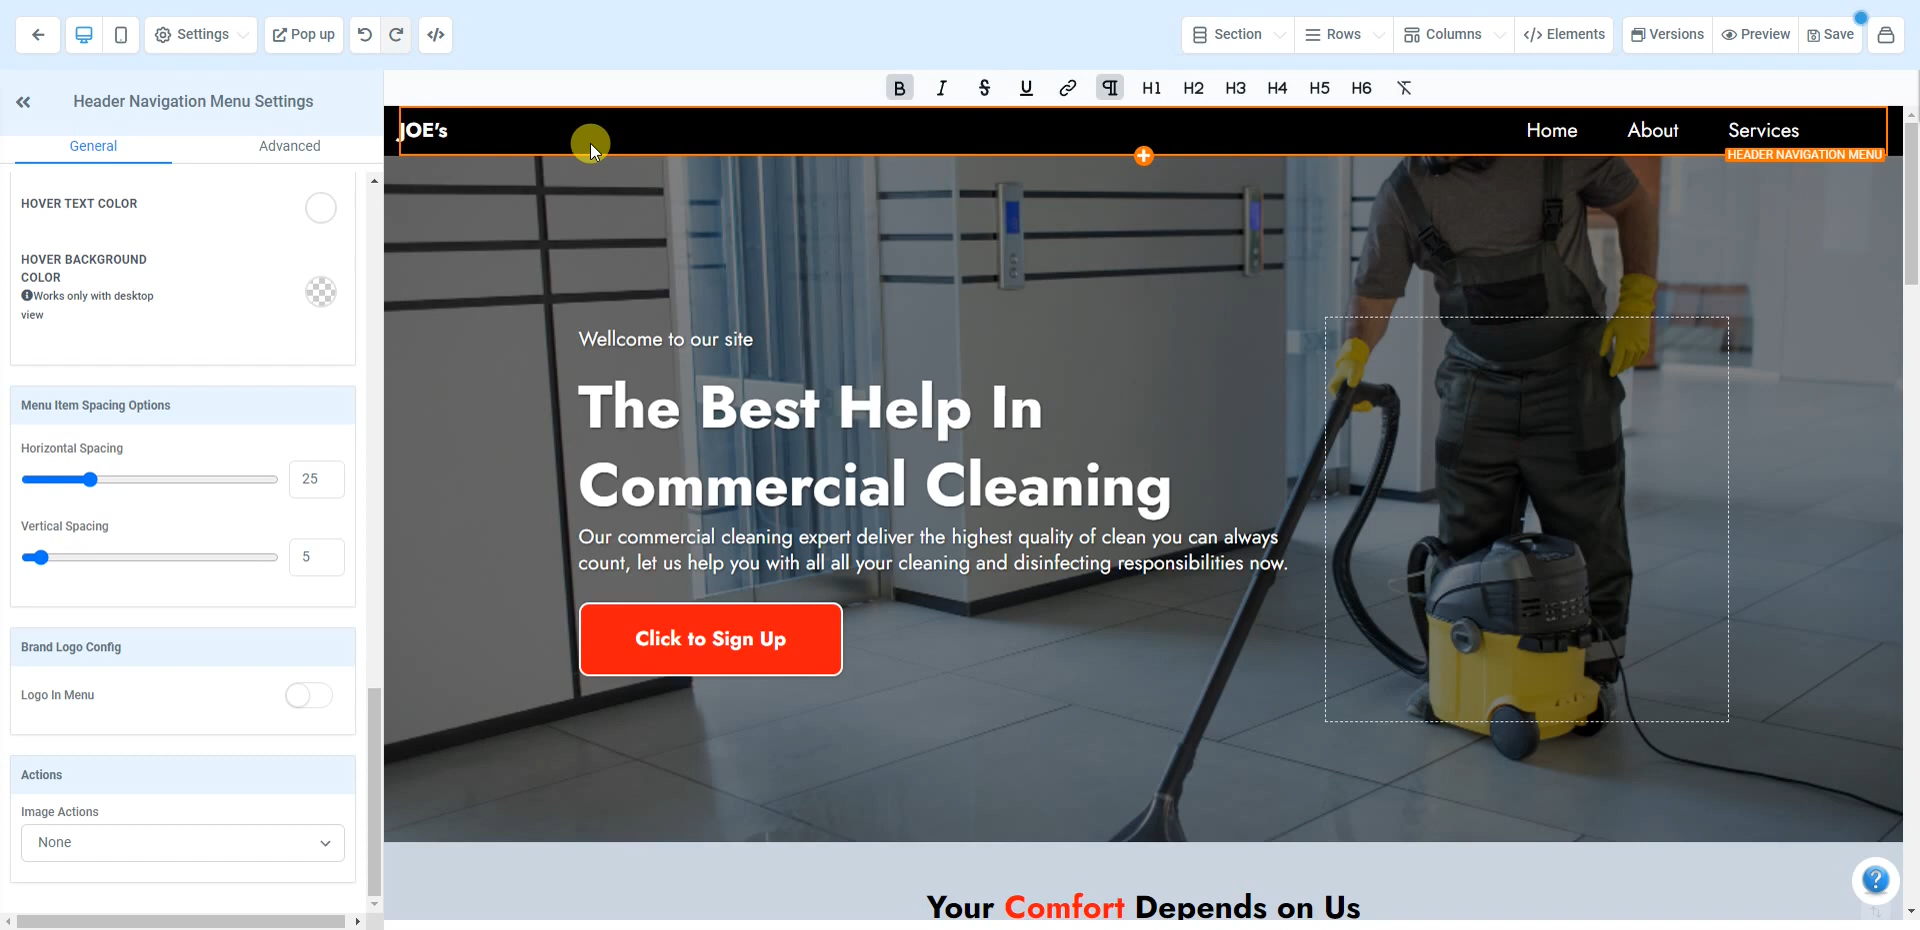 Settings
Pop up
Section
Rows
Columns
</> Elements
Versions
Preview
Save
Header Navigation Menu Settings
General
Advanced
HOVER TEXT COLOR
HOVER BACKGROUND
COLOR
Works only with desktop
view
Menu Item Spacing Options
Horizontal Spacing
25
Vertical Spacing
5
Brand Logo Config
Logo In Menu
Actions
Image Actions
None
B I S U H1 H2 H3 H4 H5 H6
JOE's
Home
About
Services
HEADER NAVIGATION MENU
Wellcome to our site
The Best Help In
Commercial Cleaning
Our commercial cleaning expert deliver the highest quality of clean you can always
count, let us help you with all all your cleaning and disinfecting responsibilities now.
Click to Sign Up
Your Comfort Depends on Us